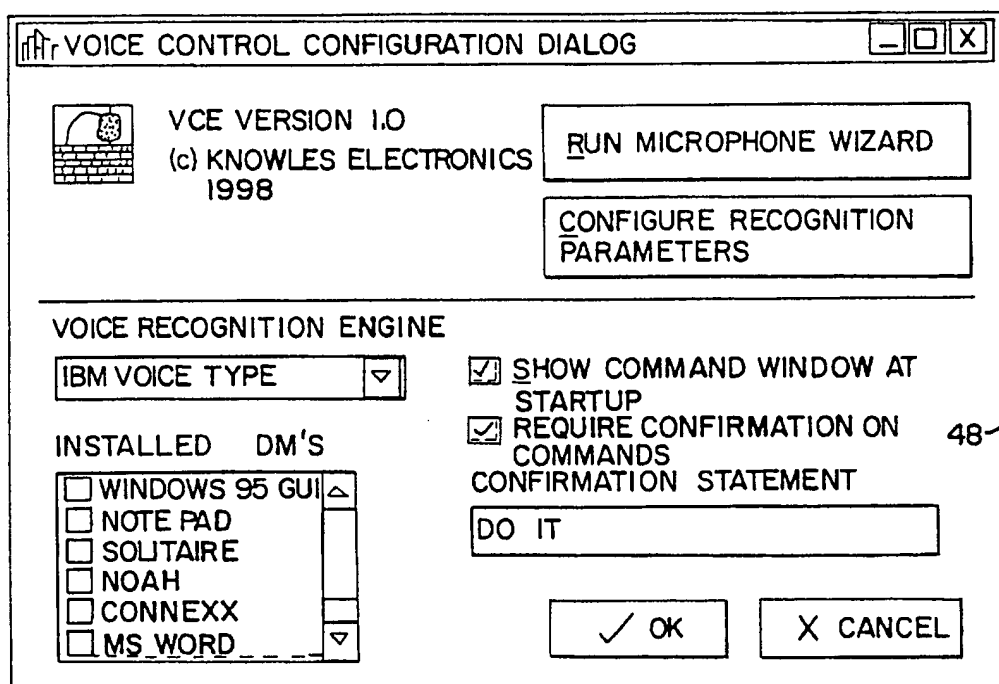 VOICE CONTROL CONFIGURATION DIALOG
VCE VERSION 1.0
(c) KNOWLES ELECTRONICS
1998
RUN MICROPHONE WIZARD
CONFIGURE RECOGNITION
PARAMETERS
VOICE RECOGNITION ENGINE
IBM VOICE TYPE
SHOW COMMAND WINDOW AT
STARTUP
REQUIRE CONFIRMATION ON
COMMANDS
48
INSTALLED DM'S
WINDOWS 95 GUI
NOTE PAD
SOLITAIRE
NOAH
CONNEXX
MS WORD
CONFIRMATION STATEMENT
DO IT
OK
X CANCEL